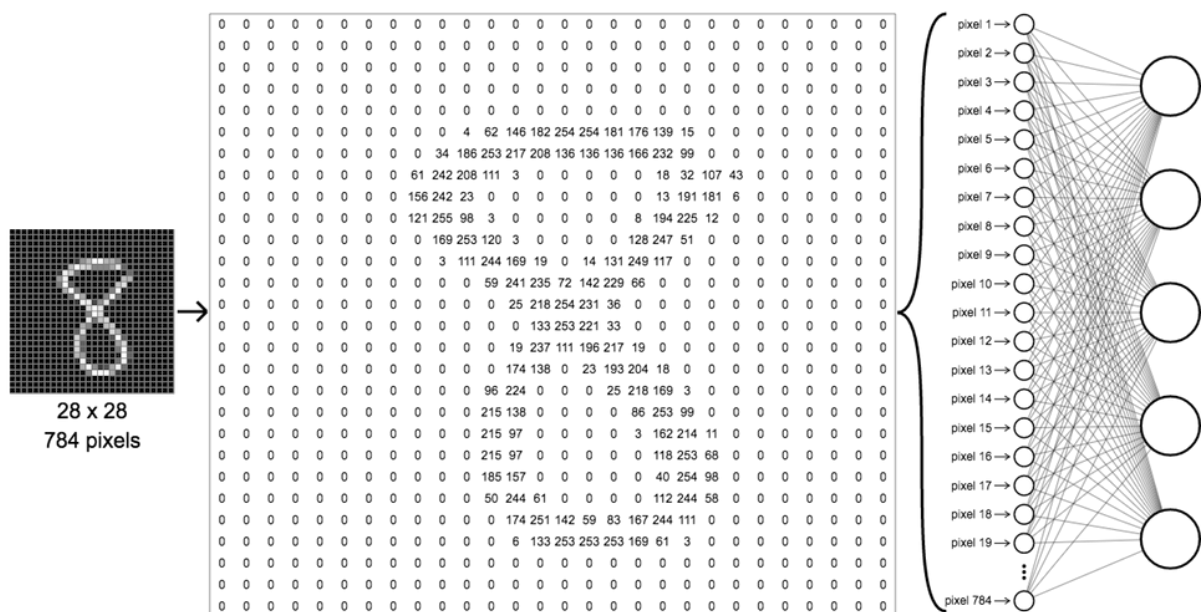 0 0 0 0 0 0 0 0 0 0 0 0 0 0 0 0 0 0 0 0 0 0 0 0 0 0 0 0
0 0 0 0 0 0 0 0 0 0 0 0 0 0 0 0 0 0 0 0 0 0 0 0 0 0 0 0
0 0 0 0 0 0 0 0 0 0 0 0 0 0 0 0 0 0 0 0 0 0 0 0 0 0 0 0
0 0 0 0 0 0 0 0 0 0 0 0 0 0 0 0 0 0 0 0 0 0 0 0 0 0 0 0
0 0 0 0 0 0 0 0 0 0 0 0 0 0 0 0 0 0 0 0 0 0 0 0 0 0 0 0
0 0 0 0 0 0 0 0 0 0 4 62 146 182 254 254 181 176 139 15 0 0 0 0 0 0 0 0
0 0 0 0 0 0 0 0 0 34 186 253 217 208 136 136 136 166 232 99 0 0 0 0 0 0 0 0
0 0 0 0 0 0 0 0 61 242 208 111 3 0 0 0 0 0 18 32 107 43 0 0 0 0 0 0
0 0 0 0 0 0 0 0 156 242 23 0 0 0 0 0 0 0 13 191 181 6 0 0 0 0 0 0
0 0 0 0 0 0 0 0 121 255 98 3 0 0 0 0 0 8 194 225 12 0 0 0 0 0 0 0
0 0 0 0 0 0 0 0 0 169 253 120 3 0 0 0 0 128 247 51 0 0 0 0 0 0 0 0
0 0 0 0 0 0 0 0 0 3 111 244 169 19 0 14 131 249 117 0 0 0 0 0 0 0 0 0
0 0 0 0 0 0 0 0 0 0 0 59 241 235 72 142 229 66 0 0 0 0 0 0 0 0 0 0
0 0 0 0 0 0 0 0 0 0 0 0 25 218 254 231 36 0 0 0 0 0 0 0 0 0 0 0
0 0 0 0 0 0 0 0 0 0 0 0 0 133 253 221 33 0 0 0 0 0 0 0 0 0 0 0
0 0 0 0 0 0 0 0 0 0 0 0 19 237 111 196 217 19 0 0 0 0 0 0 0 0 0 0
0 0 0 0 0 0 0 0 0 0 0 0 174 138 0 23 193 204 18 0 0 0 0 0 0 0 0 0
0 0 0 0 0 0 0 0 0 0 0 96 224 0 0 0 25 218 169 3 0 0 0 0 0 0 0 0
0 0 0 0 0 0 0 0 0 0 0 215 138 0 0 0 0 86 253 99 0 0 0 0 0 0 0 0
0 0 0 0 0 0 0 0 0 0 0 215 97 0 0 0 0 3 162 214 11 0 0 0 0 0 0 0
0 0 0 0 0 0 0 0 0 0 0 215 97 0 0 0 0 0 118 253 68 0 0 0 0 0 0 0
0 0 0 0 0 0 0 0 0 0 0 185 157 0 0 0 0 0 40 254 98 0 0 0 0 0 0 0
0 0 0 0 0 0 0 0 0 0 0 50 244 61 0 0 0 0 112 244 58 0 0 0 0 0 0 0
0 0 0 0 0 0 0 0 0 0 0 0 174 251 142 59 83 167 244 111 0 0 0 0 0 0 0 0
0 0 0 0 0 0 0 0 0 0 0 0 6 133 253 253 253 169 61 3 0 0 0 0 0 0 0 0
0 0 0 0 0 0 0 0 0 0 0 0 0 0 0 0 0 0 0 0 0 0 0 0 0 0 0 0
0 0 0 0 0 0 0 0 0 0 0 0 0 0 0 0 0 0 0 0 0 0 0 0 0 0 0 0
0 0 0 0 0 0 0 0 0 0 0 0 0 0 0 0 0 0 0 0 0 0 0 0 0 0 0 0
28 x 28
784 pixels
pixel 1
pixel 2
pixel 3
pixel 4
pixel 5
pixel 6
pixel 7
pixel 8
pixel 9
pixel 10
pixel 11
pixel 12
pixel 13
pixel 14
pixel 15
pixel 16
pixel 17
pixel 18
pixel 19
pixel 784